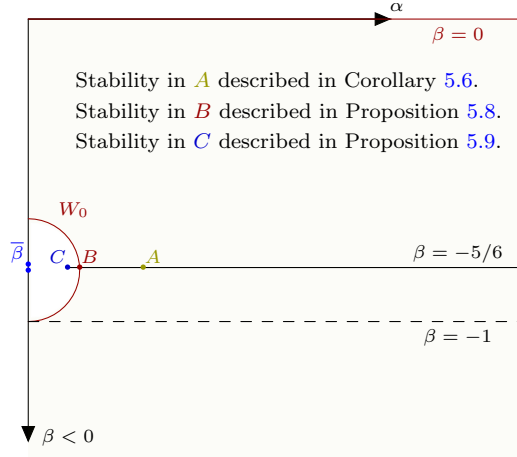 α
β = 0
Stability in A described in Corollary 5.6.
Stability in B described in Proposition 5.8.
Stability in C described in Proposition 5.9.
W₀
β̅
C
B
A
β = −5/6
β = −1
β < 0